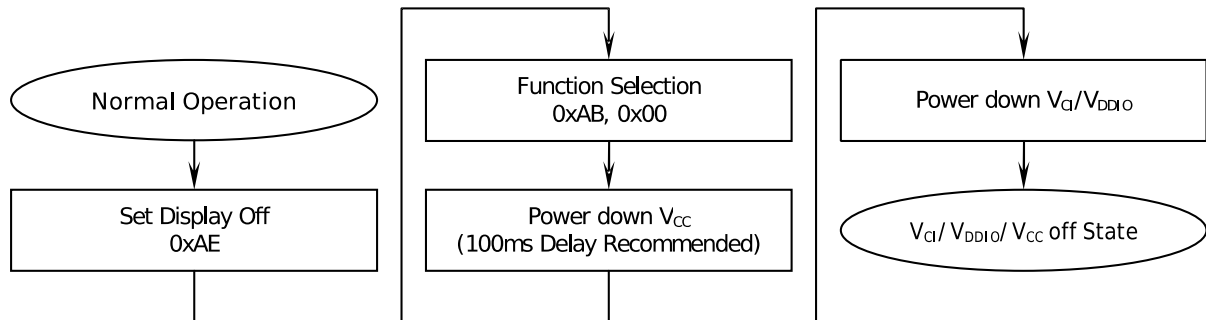 Normal Operation
Set Display Off
0xAE
Function Selection
0xAB, 0x00
Power down VCC
(100ms Delay Recommended)
Power down VCI/VDDIO
VCI/ VDDIO/ VCC off State